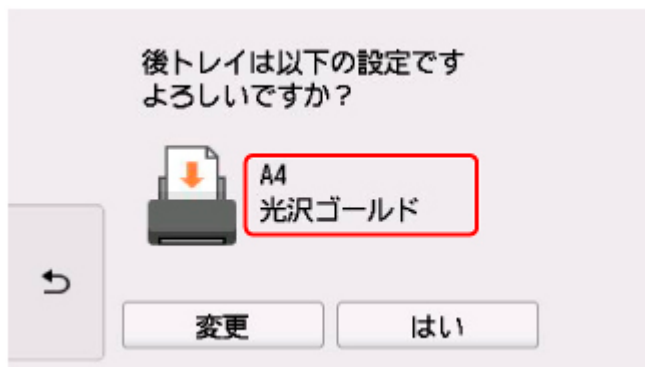 後トレイは以下の設定です
よろしいですか？
A4
光沢ゴールド
変更
はい